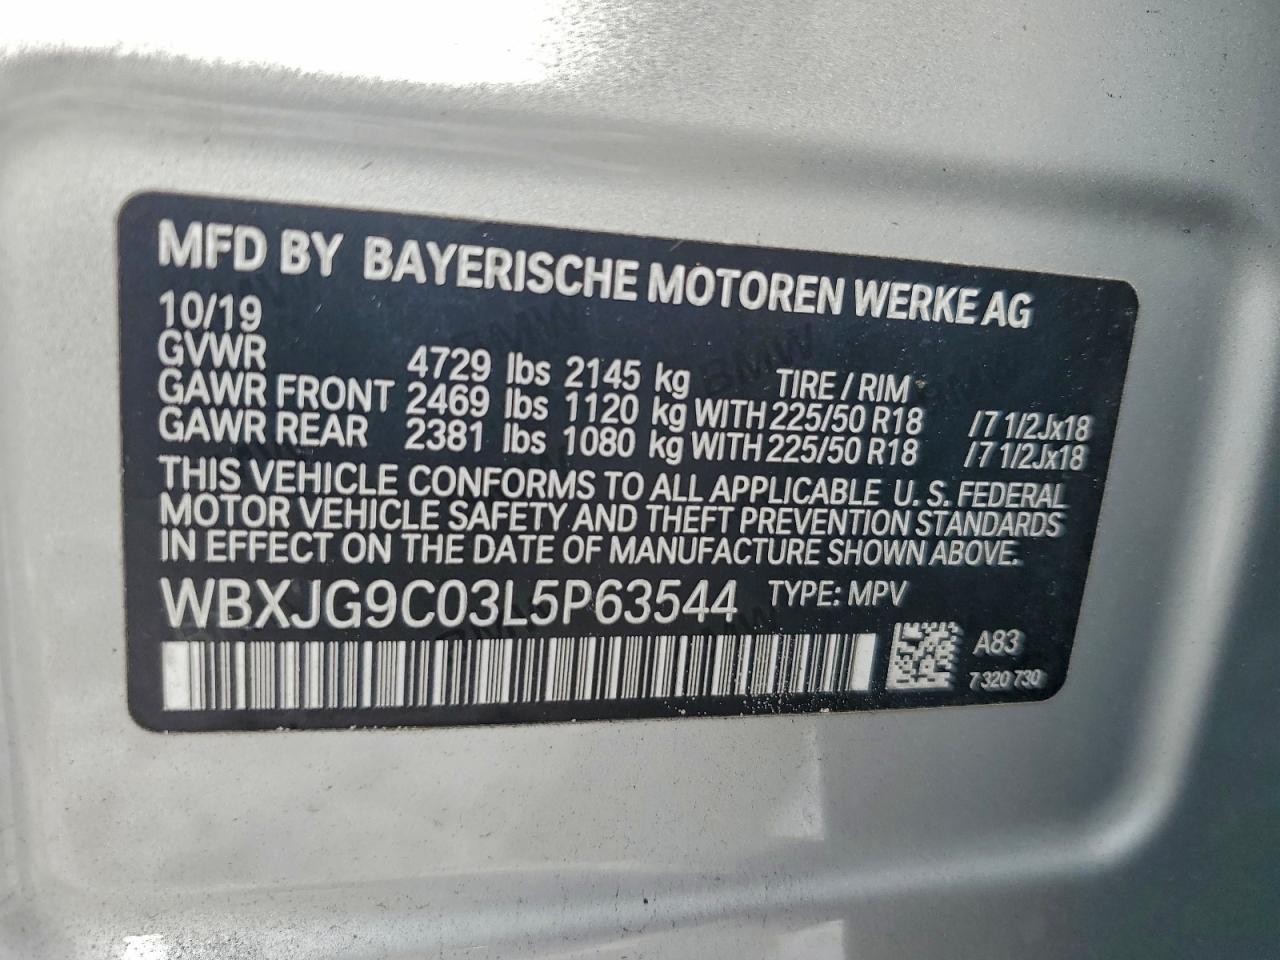 MFD BY BAYERISCHE MOTOREN WERKE AG
10/19
GVWR 4729 lbs 2145 kg TIRE / RIM
GAWR FRONT 2469 lbs 1120 kg WITH 225/50 R18 /7 1/2Jx18
GAWR REAR 2381 lbs 1080 kg WITH 225/50 R18 /7 1/2Jx18
THIS VEHICLE CONFORMS TO ALL APPLICABLE U. S. FEDERAL
MOTOR VEHICLE SAFETY AND THEFT PREVENTION STANDARDS
IN EFFECT ON THE DATE OF MANUFACTURE SHOWN ABOVE.
WBXJG9C03L5P63544 TYPE: MPV
A83
7 320 730